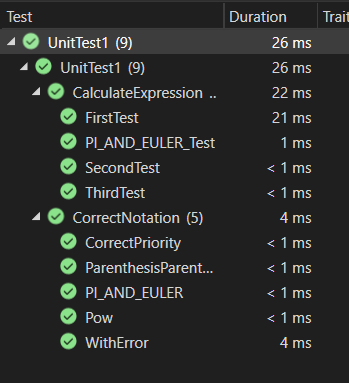 Test Duration Trait
UnitTest1 (9) 26 ms
UnitTest1 (9) 26 ms
CalculateExpression .. 22 ms
FirstTest 21 ms
PI_AND_EULER_Test 1 ms
SecondTest < 1 ms
ThirdTest < 1 ms
CorrectNotation (5) 4 ms
CorrectPriority < 1 ms
ParenthesisParent... < 1 ms
PI_AND_EULER < 1 ms
Pow < 1 ms
WithError 4 ms